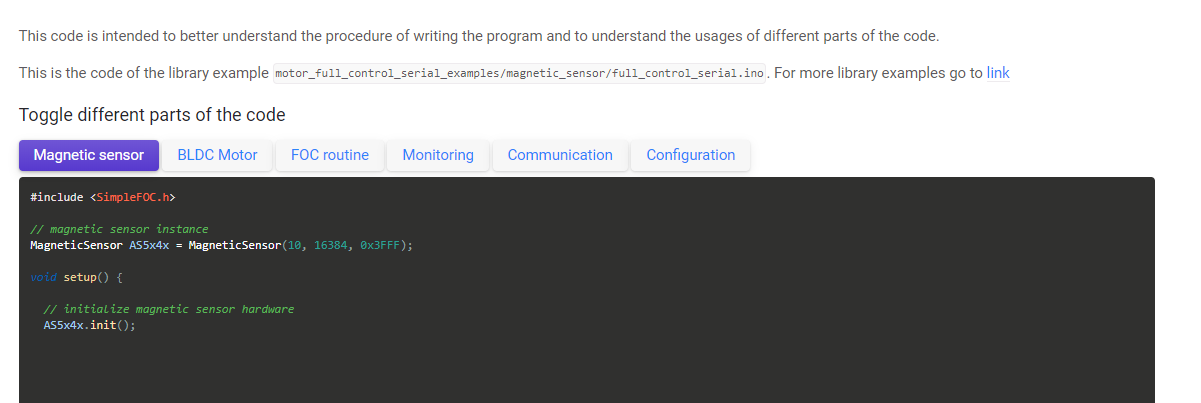 This code is intended to better understand the procedure of writing the program and to understand the usages of different parts of the code.
This is the code of the library example motor_full_control_serial_examples/magnetic_sensor/full_control_serial.ino. For more library examples go to link
Toggle different parts of the code
Magnetic sensor BLDC Motor FOC routine Monitoring Communication Configuration
#include <SimpleFOC.h>
// magnetic sensor instance
MagneticSensor AS5x4x = MagneticSensor(10, 16384, 0x3FFF);
void setup() {
// initialize magnetic sensor hardware
AS5x4x.init();